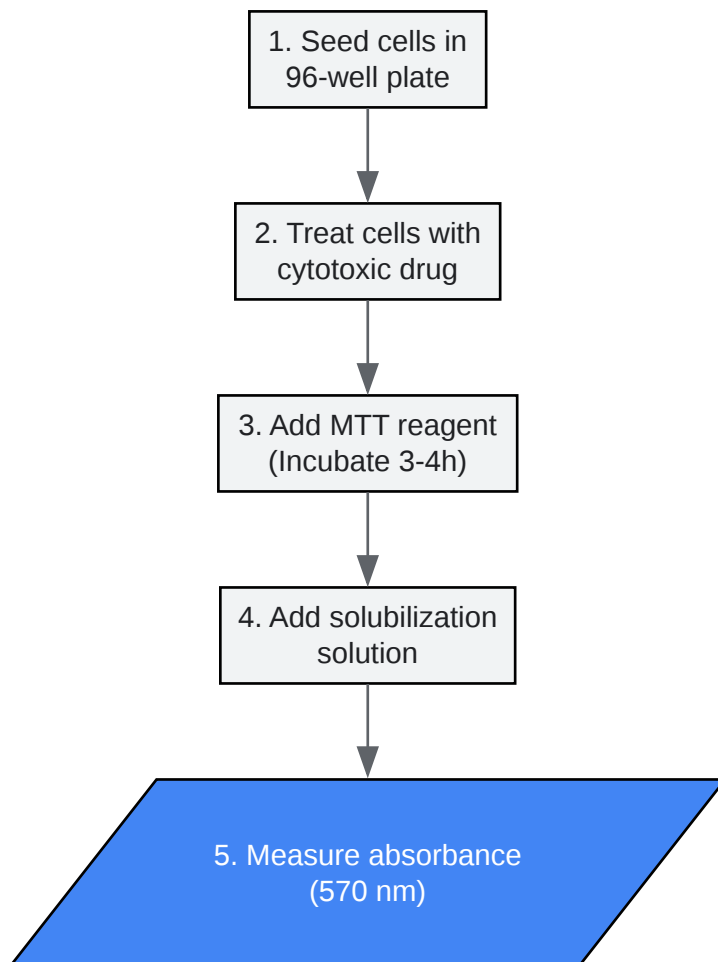 1. Seed cells in
96-well plate
2. Treat cells with
cytotoxic drug
3. Add MTT reagent
(Incubate 3-4h)
4. Add solubilization
solution
5. Measure absorbance
(570 nm)